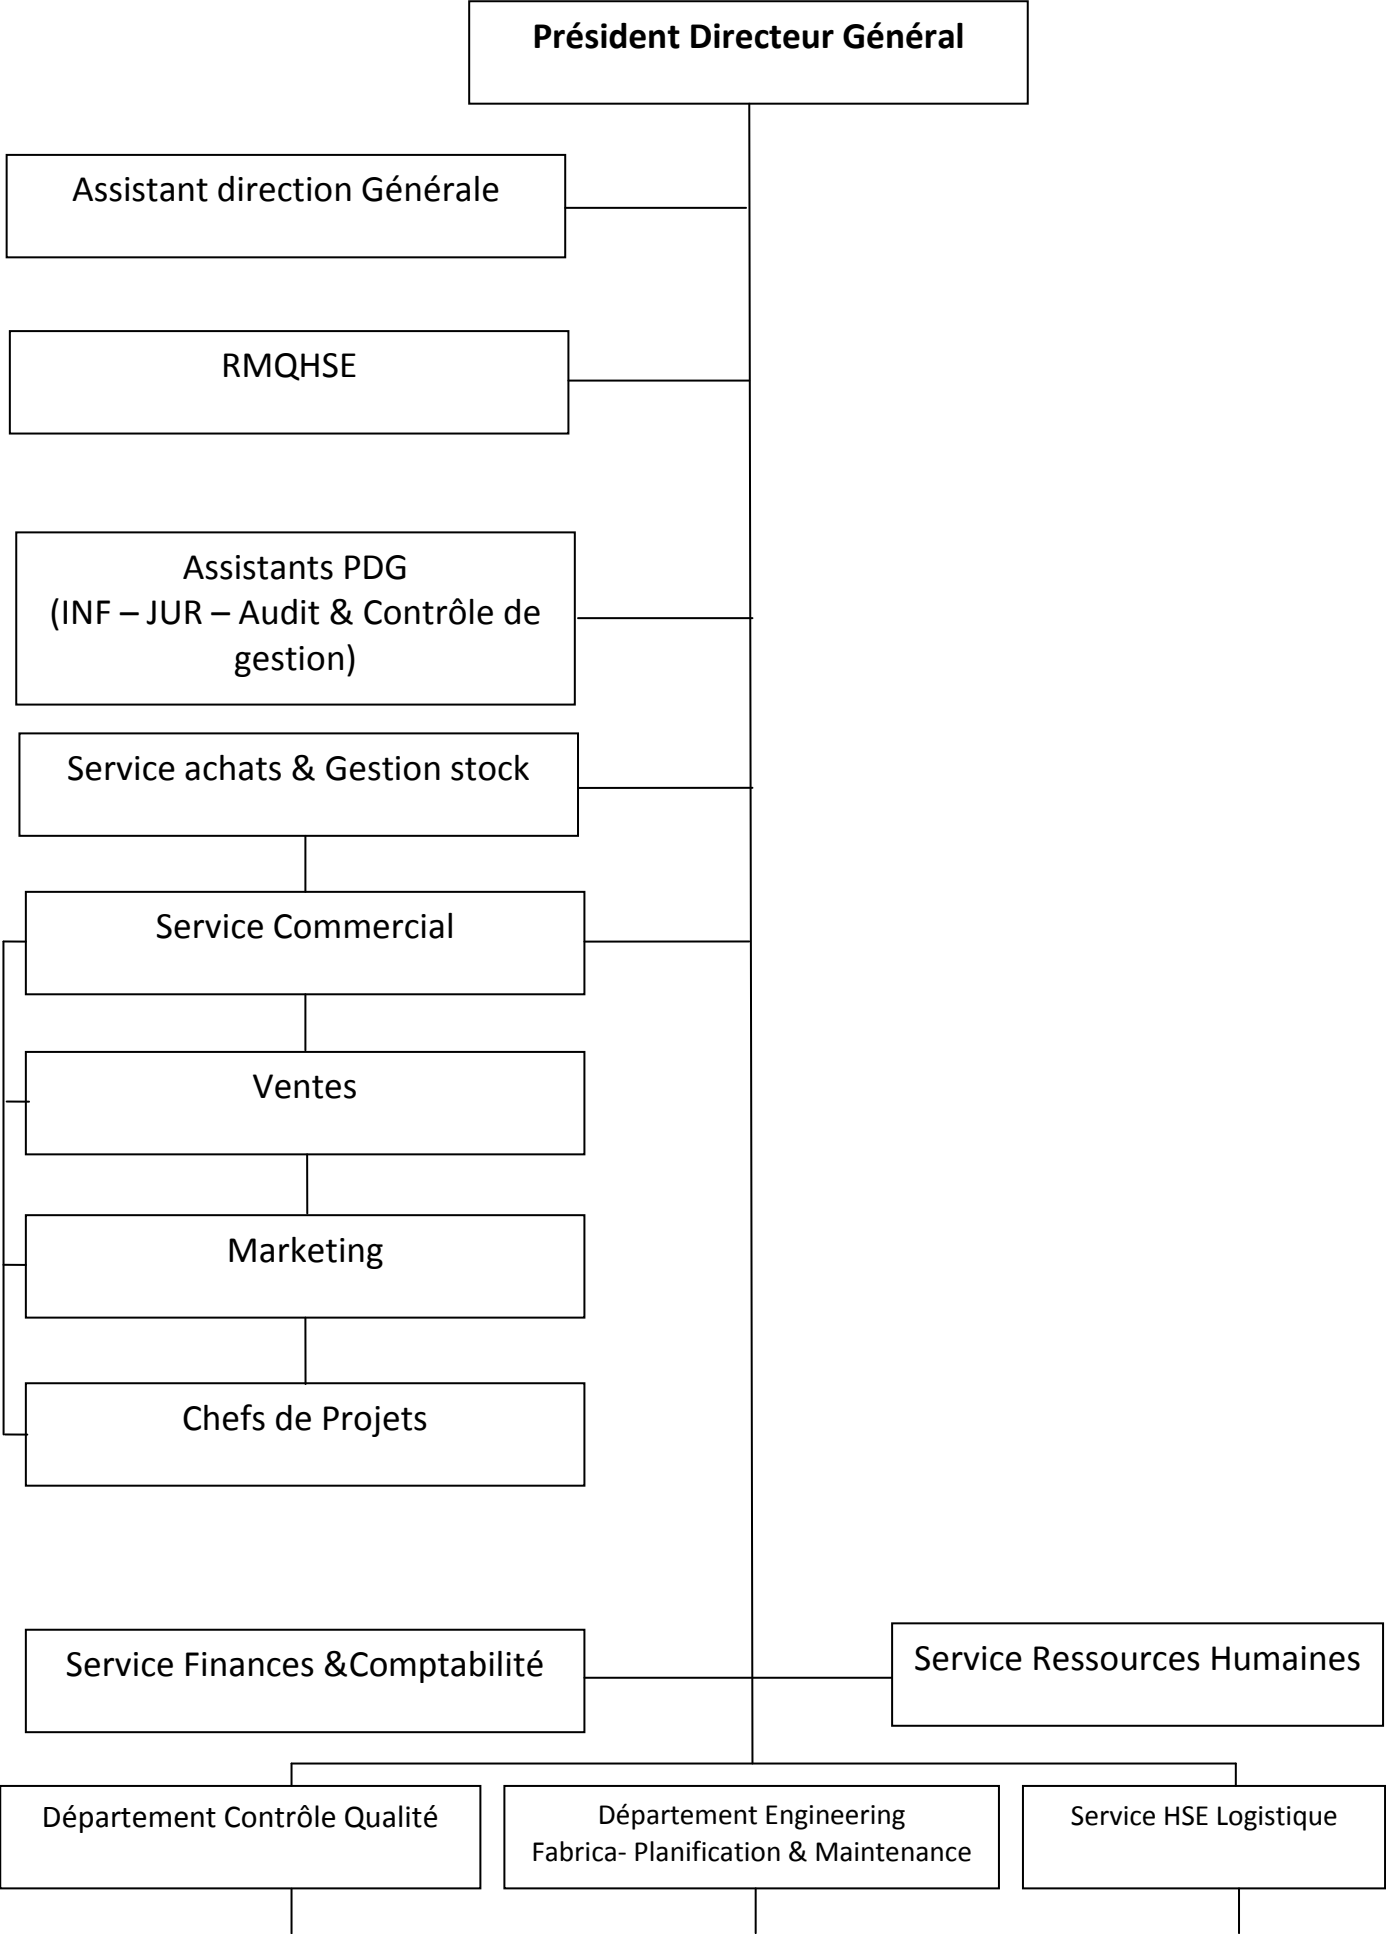 Président Directeur Général
Assistant direction Générale
RMQHSE
Assistants PDG
(INF – JUR – Audit & Contrôle de
gestion)
Service achats & Gestion stock
Service Commercial
Ventes
Marketing
Chefs de Projets
Service Finances &Comptabilité
Service Ressources Humaines
Département Contrôle Qualité
Département Engineering
Fabrica- Planification & Maintenance
Service HSE Logistique